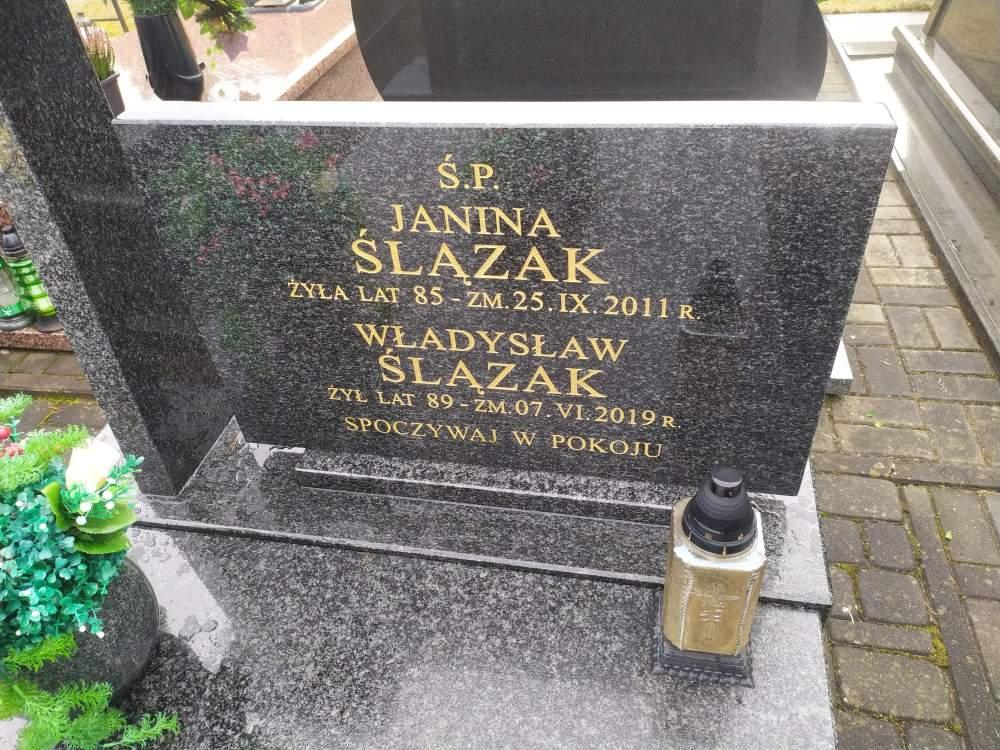 Ś.P.
JANINA
ŚLĄZAK
ŻYŁA LAT 85 - ZM. 25. IX. 2011 R.
WŁADYSŁAW
ŚLĄZAK
ŻYŁ LAT 89 - ZM. 07. VI. 2019 R.
SPOCZYWAJ W POKOJU